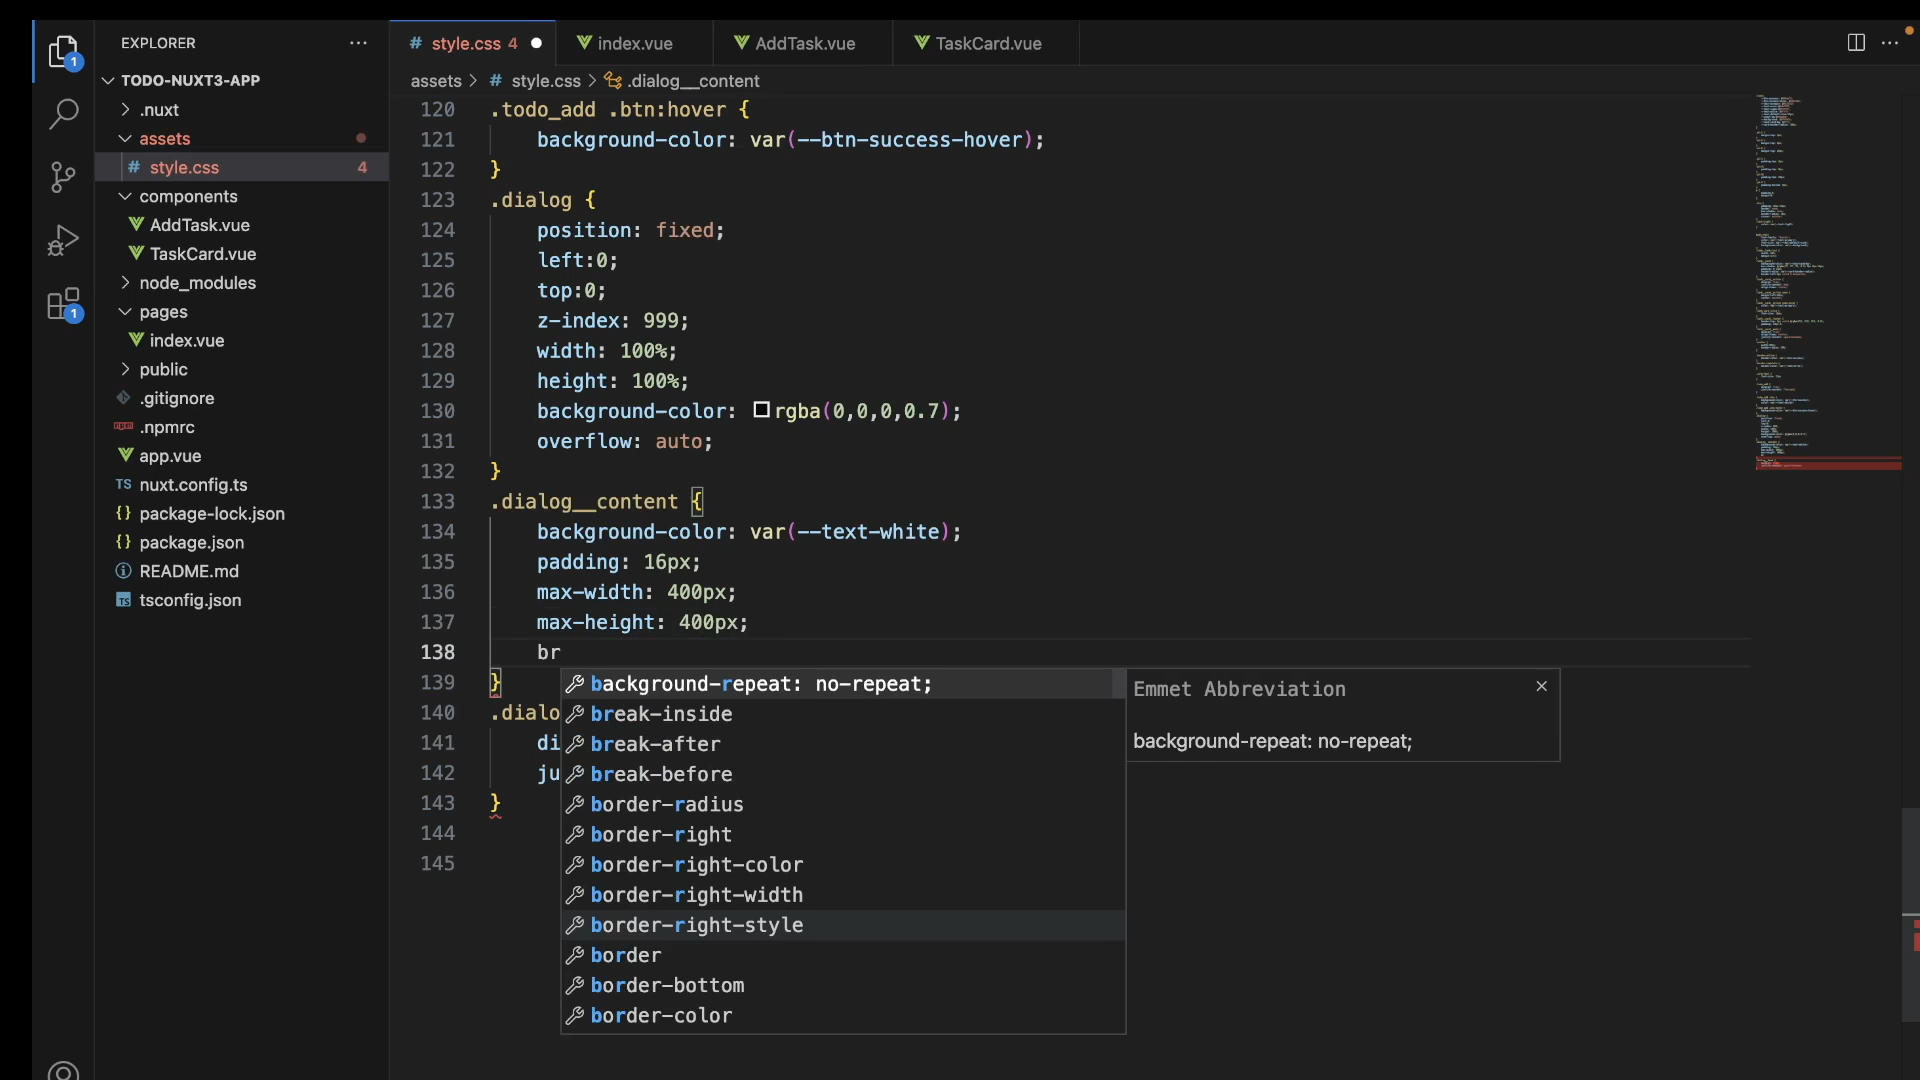 EXPLORER
# style.css 4
index.vue
AddTask.vue
TaskCard.vue
assets > # style.css > .dialog__content
1
1
TODO-NUXT3-APP
.nuxt
assets
# style.css 4
components
AddTask.vue
TaskCard.vue
node_modules
pages
index.vue
public
.gitignore
.npmrc
app.vue
TS nuxt.config.ts
{} package-lock.json
{} package.json
README.md
TS tsconfig.json
120 .todo_add .btn:hover {
121 background-color: var(--btn-success-hover);
122 }
123 .dialog {
124 position: fixed;
125 left:0;
126 top:0;
127 z-index: 999;
128 width: 100%;
129 height: 100%;
130 background-color: rgba(0,0,0,0.7);
131 overflow: auto;
132 }
133 .dialog__content {
134 background-color: var(--text-white);
135 padding: 16px;
136 max-width: 400px;
137 max-height: 400px;
138 br
139 }
140 .dialo
141 di
142 ju
143 }
144
145
background-repeat: no-repeat;
break-inside
break-after
break-before
border-radius
border-right
border-right-color
border-right-width
border-right-style
border
border-bottom
border-color
Emmet Abbreviation
background-repeat: no-repeat;